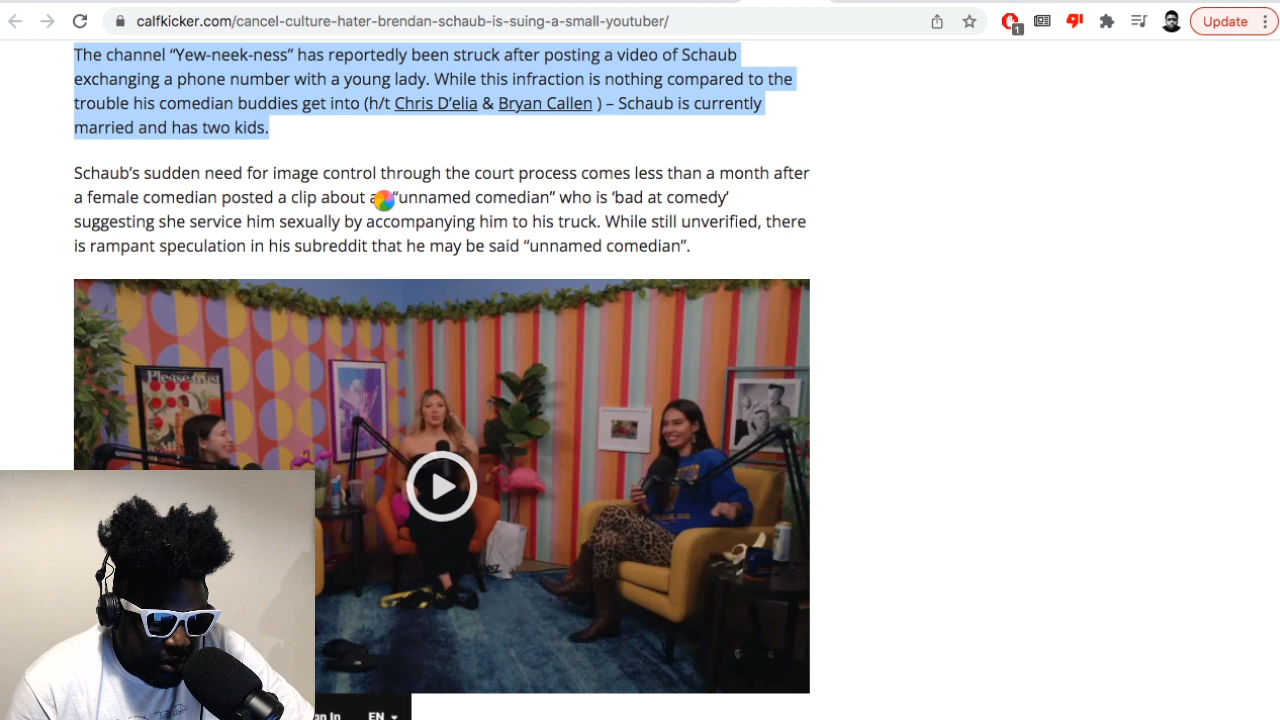 calfkicker.com/cancel-culture-hater-brendan-schaub-is-suing-a-small-youtuber/
1
Update
The channel “Yew-neek-ness” has reportedly been struck after posting a video of Schaub
exchanging a phone number with a young lady. While this infraction is nothing compared to the
trouble his comedian buddies get into (h/t Chris D’elia & Bryan Callen ) – Schaub is currently
married and has two kids.
Schaub’s sudden need for image control through the court process comes less than a month after
a female comedian posted a clip about “unnamed comedian” who is ‘bad at comedy’
suggesting she service him sexually by accompanying him to his truck. While still unverified, there
is rampant speculation in his subreddit that he may be said “unnamed comedian”.
Please
In
EN